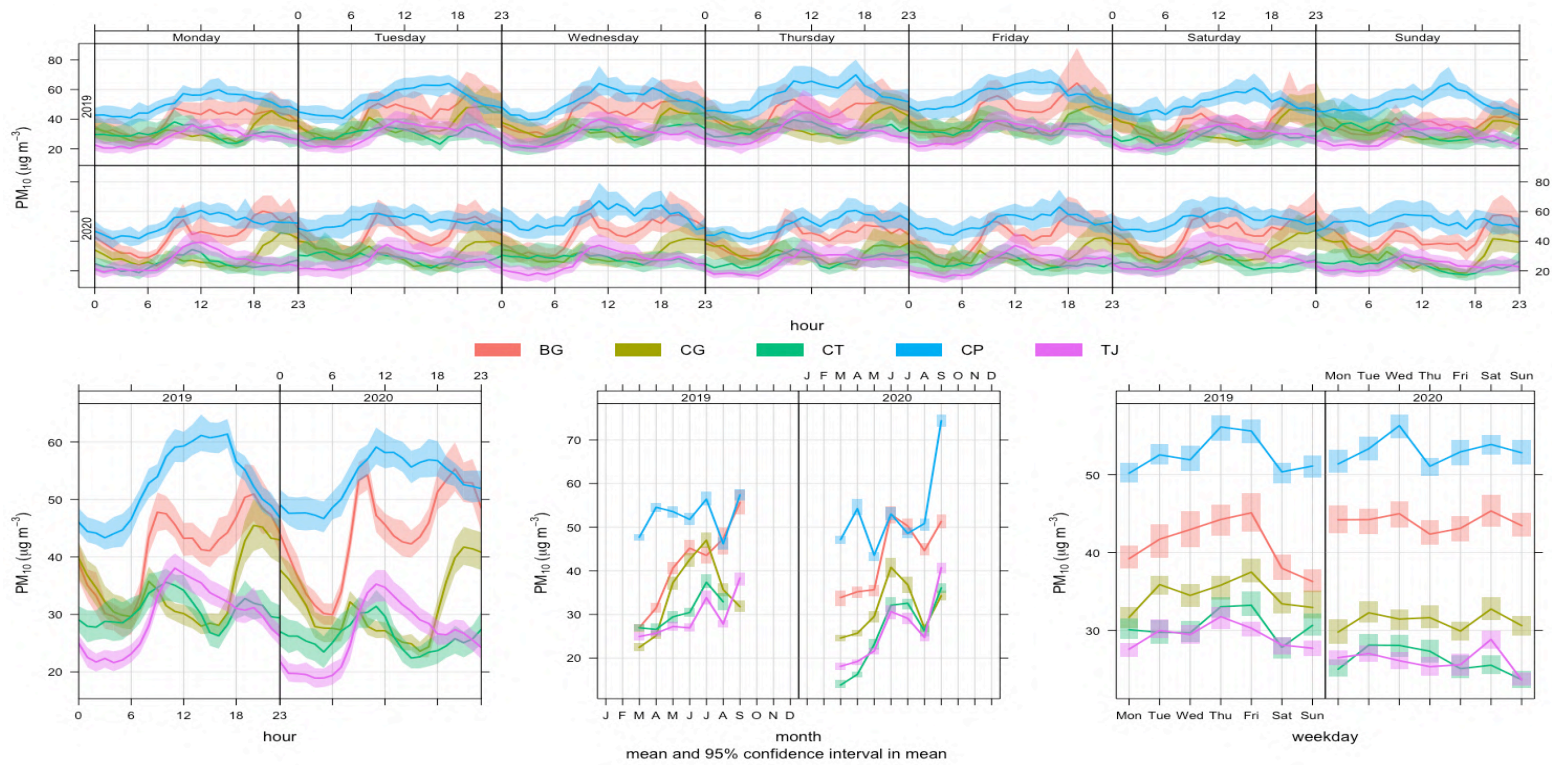 0 6 12 18 23 0 6 12 18 23 0 6 12 18 23
Monday Tuesday Wednesday Thursday Friday Saturday Sunday
80
60
40
20
2019
PM10 (μg m−3)
2020
80
60
40
20
PM10 (μg m−3)
0 6 12 18 23 0 6 12 18 23 0 6 12 18 23 0 6 12 18 23
hour
BG CG CT CP TJ
0 6 12 18 23
2019 2020
60
50
40
30
20
PM10 (μg m−3)
0 6 12 18 23
hour
J F M A M J J A S O N D
2019 2020
70
60
50
40
30
20
PM10 (μg m−3)
J F M A M J J A S O N D
month
mean and 95% confidence interval in mean
Mon Tue Wed Thu Fri Sat Sun
2019 2020
50
40
30
PM10 (μg m−3)
Mon Tue Wed Thu Fri Sat Sun
weekday